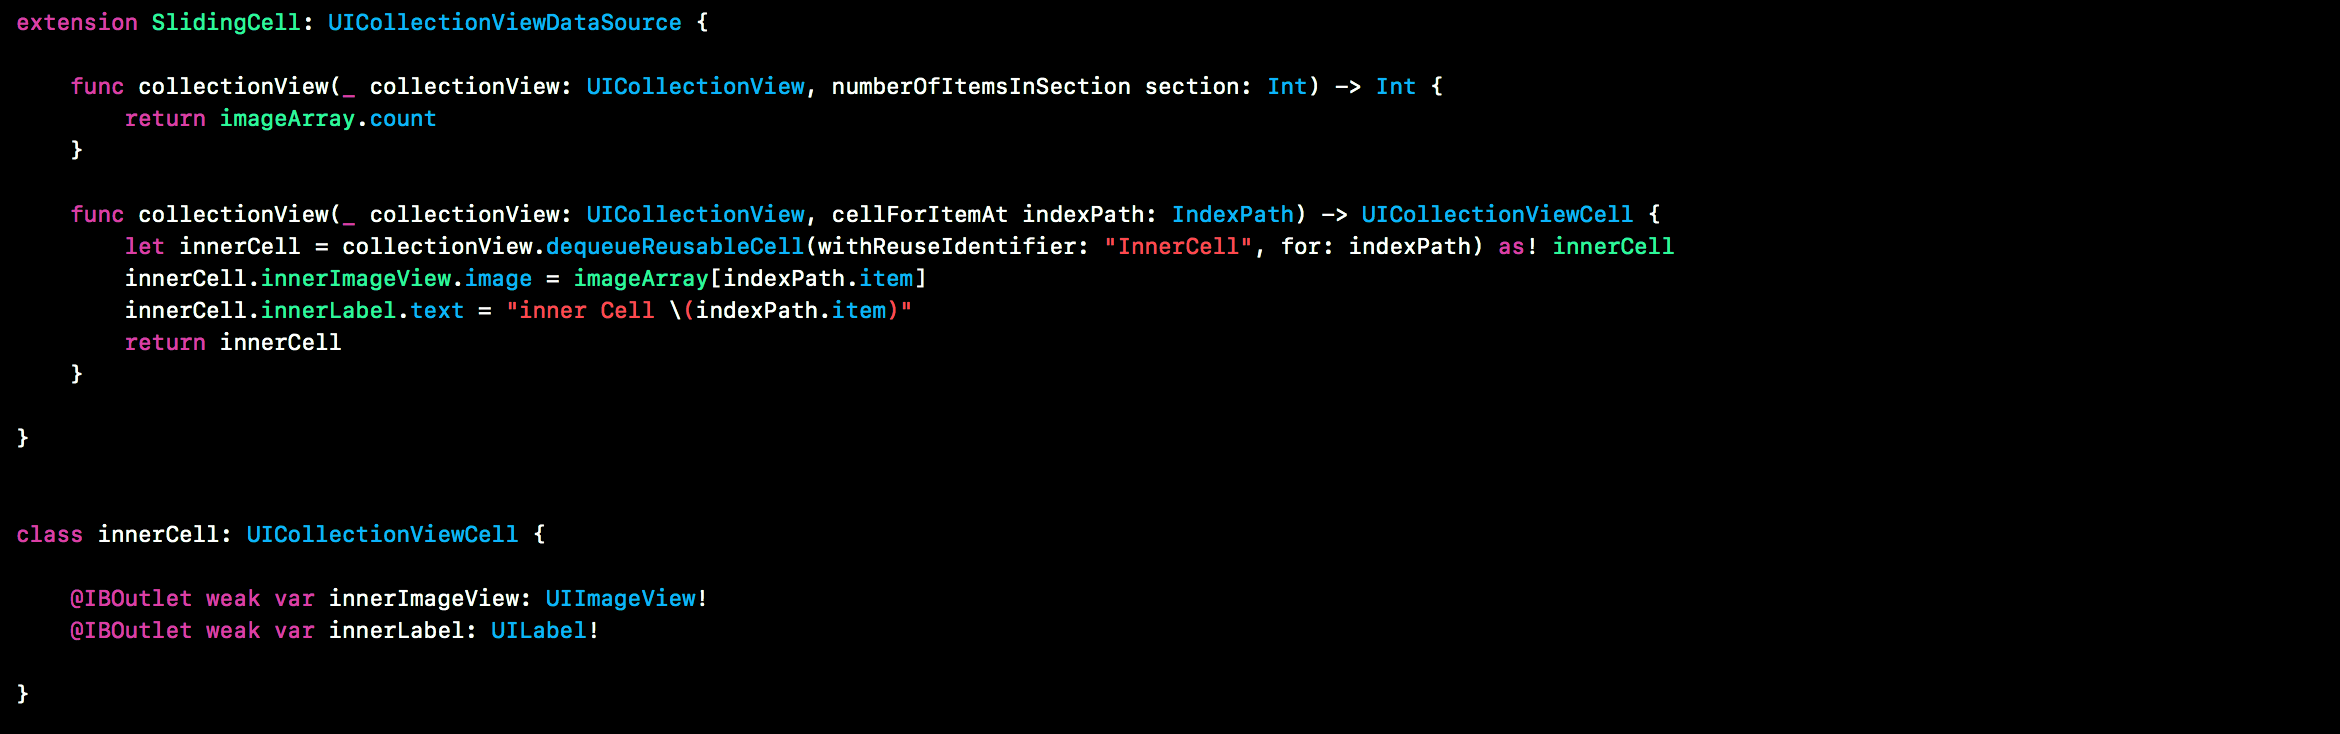 extension SlidingCell: UICollectionViewDataSource {
func collectionView(_ collectionView: UICollectionView, numberOfItemsInSection section: Int) -> Int {
return imageArray.count
}
func collectionView(_ collectionView: UICollectionView, cellForItemAt indexPath: IndexPath) -> UICollectionViewCell {
let innerCell = collectionView.dequeueReusableCell(withReuseIdentifier: "InnerCell", for: indexPath) as! innerCell
innerCell.innerImageView.image = imageArray[indexPath.item]
innerCell.innerLabel.text = "inner Cell \(indexPath.item)"
return innerCell
}
}
class innerCell: UICollectionViewCell {
@IBOutlet weak var innerImageView: UIImageView!
@IBOutlet weak var innerLabel: UILabel!
}